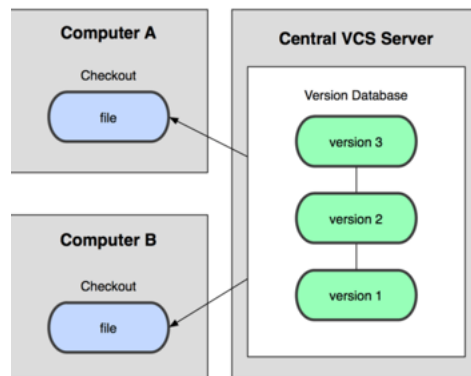 Computer A
Checkout
file
Computer B
Checkout
file
Central VCS Server
Version Database
version 3
version 2
version 1